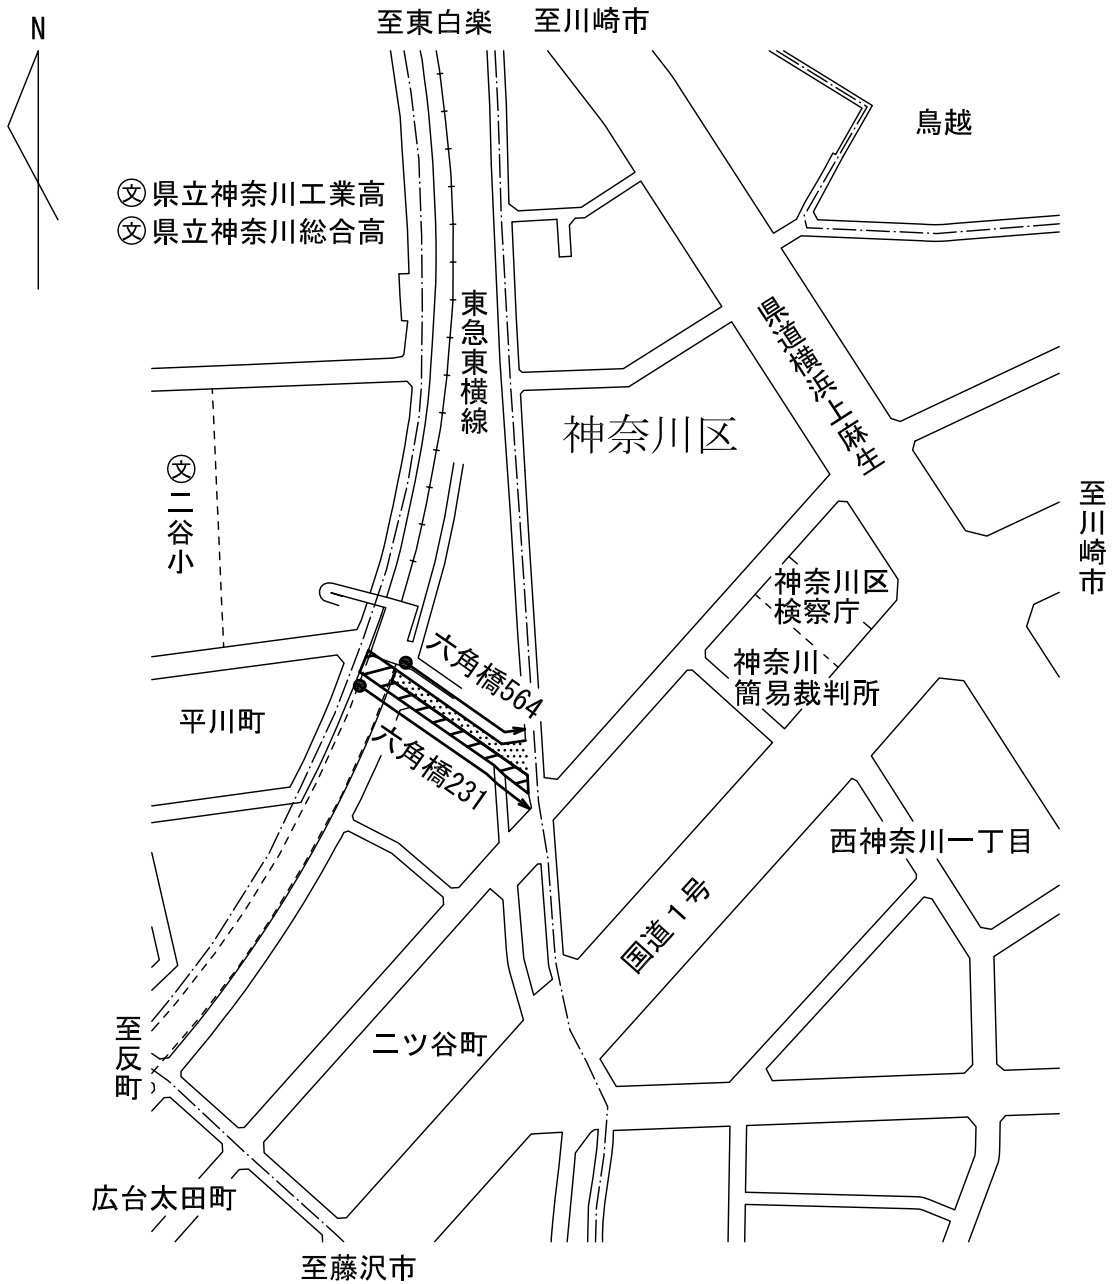 N
至東白楽
至川崎市
鳥越
文県立神奈川工業高
文県立神奈川総合高
東急東横線
県道横浜上麻生
神奈川区
文二谷小
至川崎市
神奈川区
検察庁
神奈川
簡易裁判所
六角橋564
六角橋231
平川町
西神奈川一丁目
国道1号
二ツ谷町
至反町
広台太田町
至藤沢市